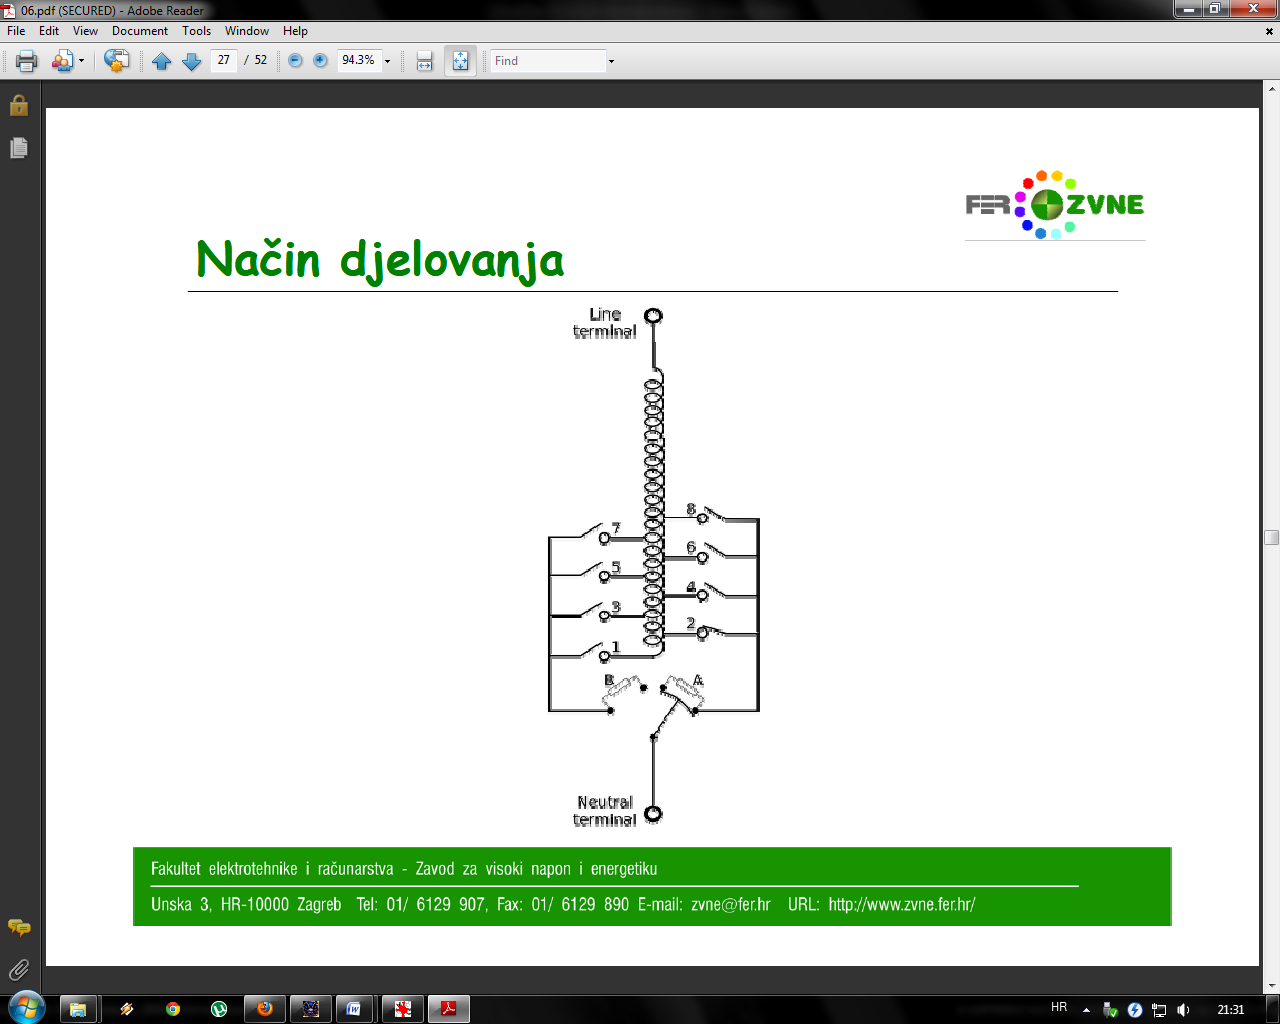 06.pdf (SECURED) - Adobe Reader
File Edit View Document Tools Window Help
27 / 52 94.3% Find
FER ZVNE
Način djelovanja
Line
terminal
8
7
6
5
4
3
2
1
B A
Neutral
terminal
Fakultet elektrotehnike i računarstva - Zavod za visoki napon i energetiku
Unska 3, HR-10000 Zagreb Tel: 01/ 6129 907, Fax: 01/ 6129 890 E-mail: zvne@fer.hr URL: http://www.zvne.fer.hr/
HR 21:31